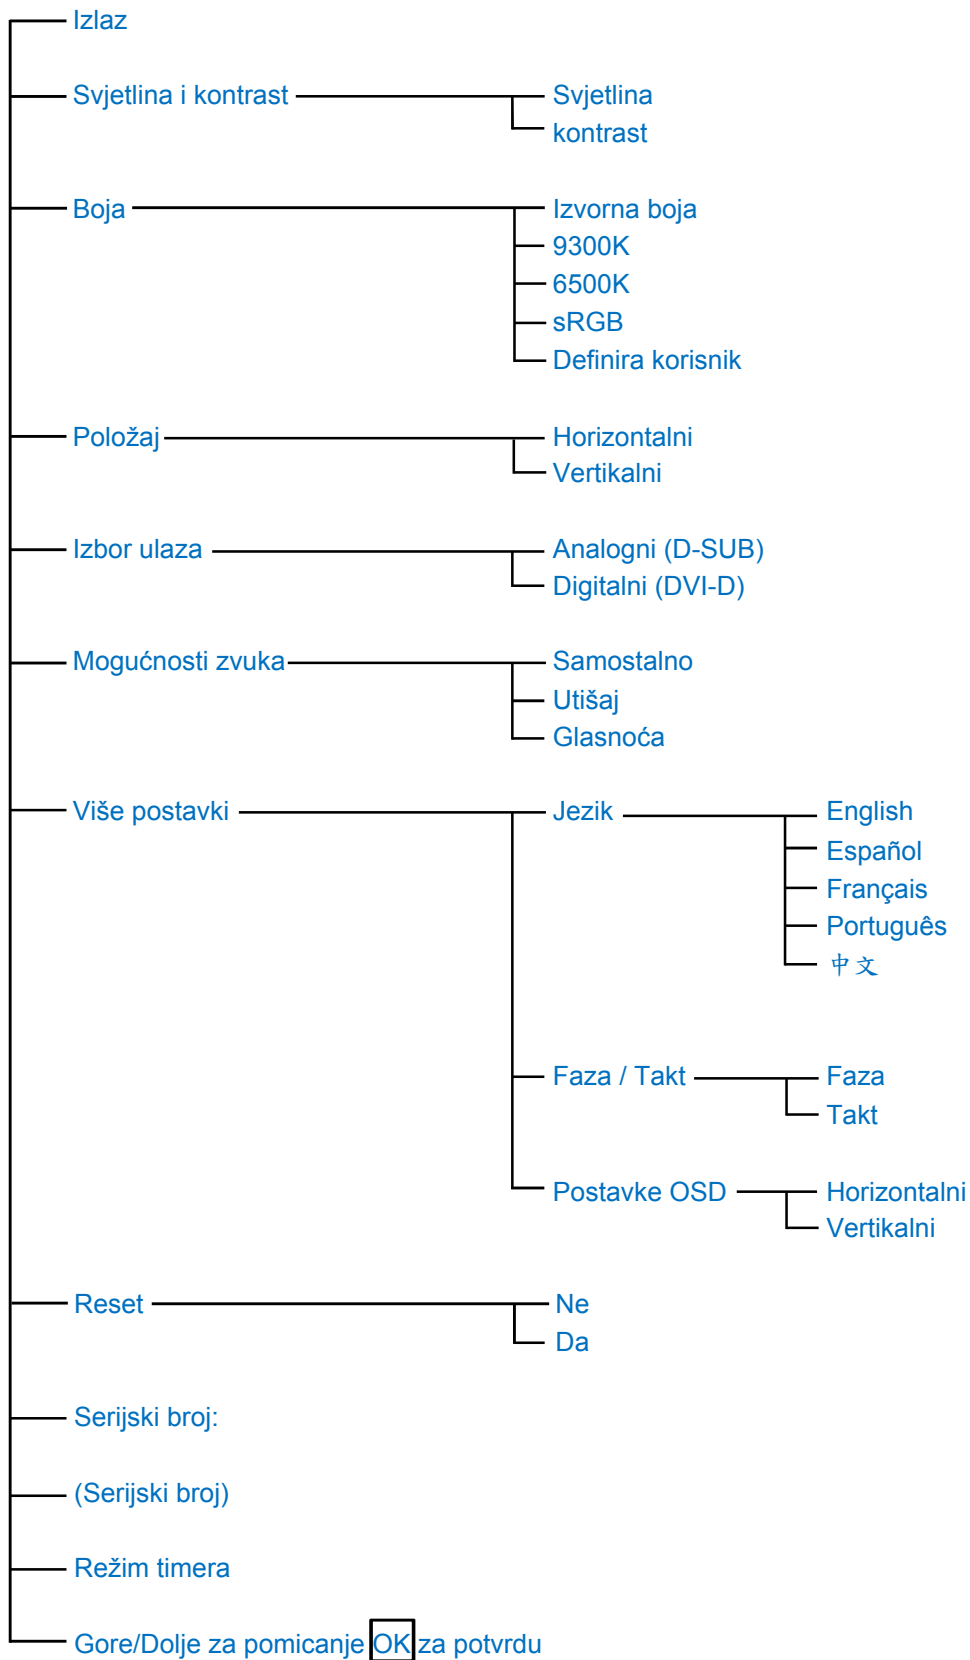 Izlaz
Svjetlina i kontrast
Svjetlina
kontrast
Boja
Izvorna boja
9300K
6500K
sRGB
Definira korisnik
Položaj
Horizontalni
Vertikalni
Izbor ulaza
Analogni (D-SUB)
Digitalni (DVI-D)
Mogućnosti zvuka
Samostalno
Utišaj
Glasnoća
Više postavki
Jezik
English
Español
Français
Português
中文
Faza / Takt
Faza
Takt
Postavke OSD
Horizontalni
Vertikalni
Reset
Ne
Da
Serijski broj:
(Serijski broj)
Režim timera
Gore/Dolje za pomicanje OK za potvrdu